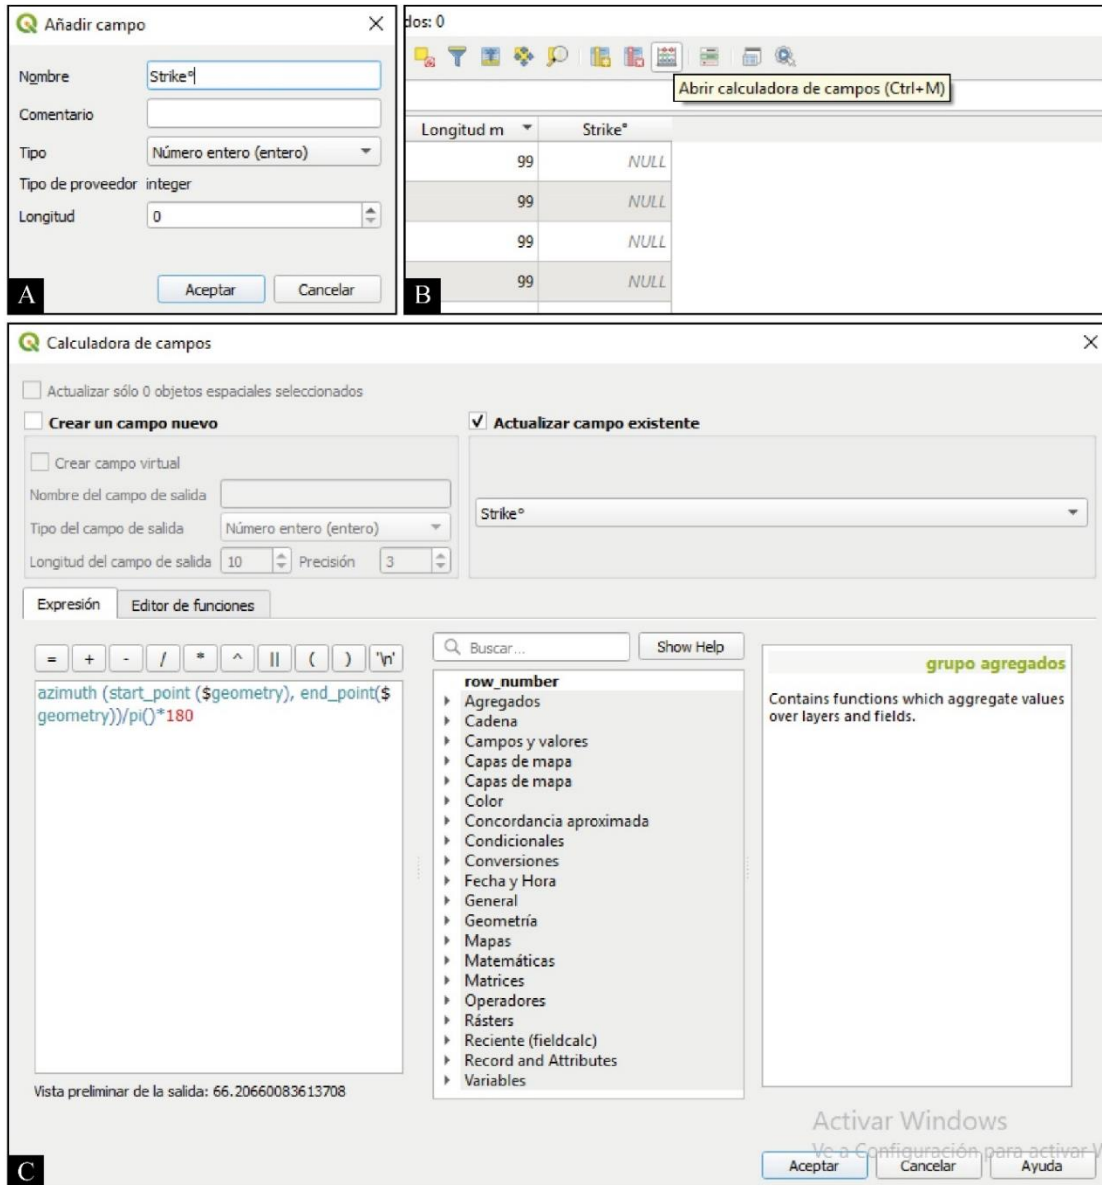 Añadir campo
Nombre
Strike°
Comentario
Tipo
Número entero (entero)
Tipo de proveedor integer
Longitud
0
Aceptar
Cancelar
A
dos: 0
Abrir calculadora de campos (Ctrl+M)
Longitud m
Strike°
99
NULL
99
NULL
99
NULL
99
NULL
B
Calculadora de campos
Actualizar sólo 0 objetos espaciales seleccionados
Crear un campo nuevo
Actualizar campo existente
Crear campo virtual
Nombre del campo de salida
Tipo del campo de salida
Número entero (entero)
Longitud del campo de salida
10
Precisión
3
Strike°
Expresión
Editor de funciones
= + - / * ^ || ( ) '\n'
azimuth (start_point ($geometry), end_point($
geometry))/pi()*180
Vista preliminar de la salida: 66.20660083613708
Buscar...
Show Help
row_number
Agregados
Cadena
Campos y valores
Capas de mapa
Capas de mapa
Color
Concordancia aproximada
Condicionales
Conversiones
Fecha y Hora
General
Geometría
Mapas
Matemáticas
Matrices
Operadores
Rásters
Reciente (fieldcalc)
Record and Attributes
Variables
grupo agregados
Contains functions which aggregate values
over layers and fields.
Activar Windows
Ve a Configuración para activar W
Aceptar
Cancelar
Ayuda
C